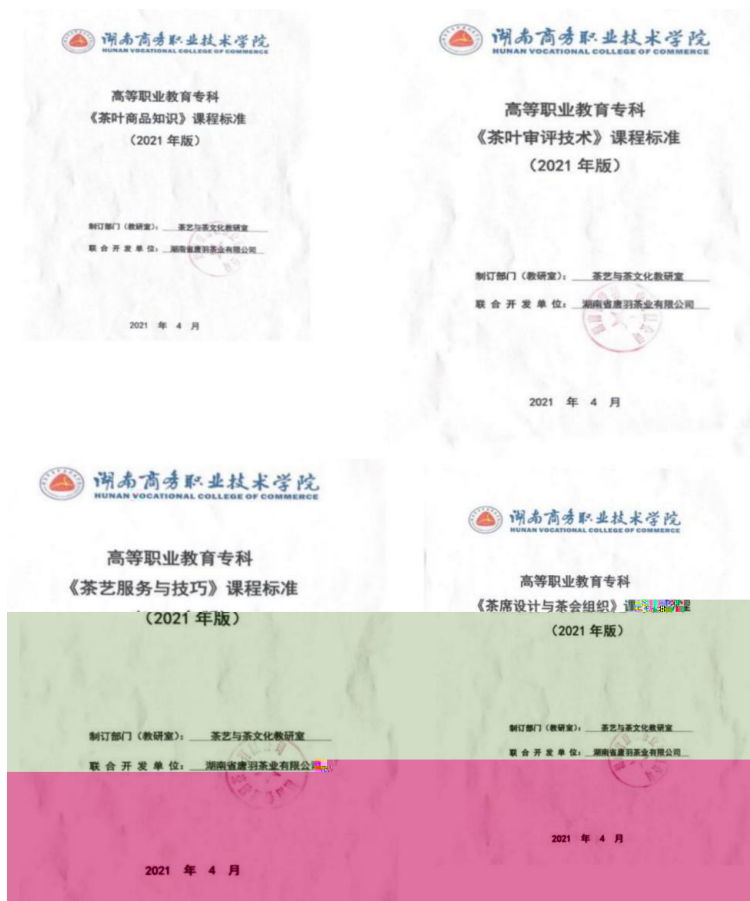 湖南商务职业技术学院
HUNAN VOCATIONAL COLLEGE OF COMMERCE
高等职业教育专科
《茶叶商品知识》课程标准
（2021 年版）
制订部门（教研室）： 茶艺与茶文化教研室
联合开发单位： 湖南省唐羽茶业有限公司
2021 年 4 月
湖南商务职业技术学院
HUNAN VOCATIONAL COLLEGE OF COMMERCE
高等职业教育专科
《茶叶审评技术》课程标准
（2021 年版）
制订部门（教研室）： 茶艺与茶文化教研室
联合开发单位： 湖南省唐羽茶业有限公司
2021 年 4 月
湖南商务职业技术学院
HUNAN VOCATIONAL COLLEGE OF COMMERCE
高等职业教育专科
《茶艺服务与技巧》课程标准
（2021 年版）
制订部门（教研室）： 茶艺与茶文化教研室
联合开发单位： 湖南省唐羽茶业有限公
2021 年 4 月
湖南商务职业技术学院
HUNAN VOCATIONAL COLLEGE OF COMMERCE
高等职业教育专科
《茶席设计与茶会组织》课
（2021 年版）
制订部门（教研室）： 茶艺与茶文化教研室
联合开发单位： 湖南省唐羽茶业有限公司
2021 年 4 月